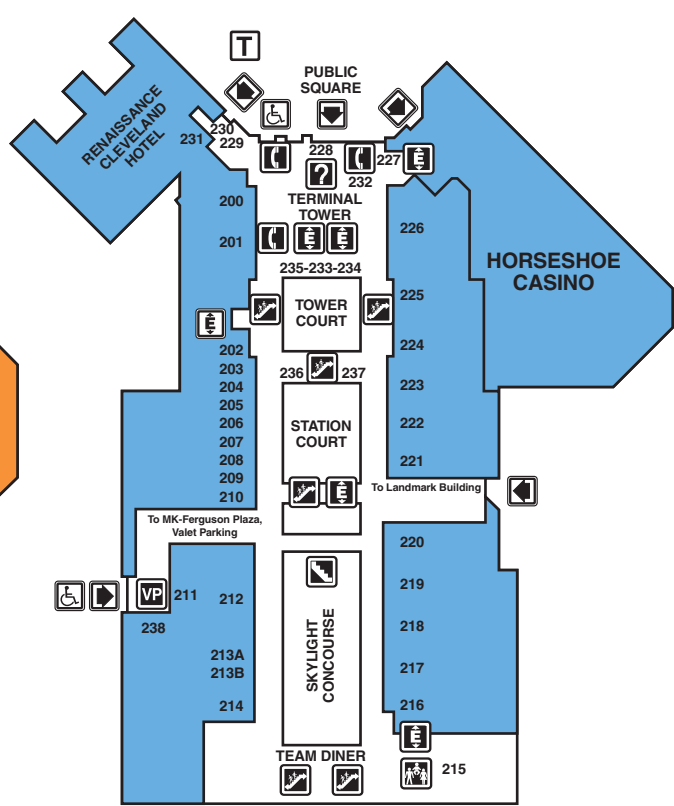 T
PUBLIC
SQUARE
RENAISSANCE
CLEVELAND
HOTEL
230
231
229
228
227
E
?
232
TERMINAL
TOWER
200
201
E
E
226
235-233-234
HORSESHOE
CASINO
TOWER
COURT
225
E
202
224
203
236
237
204
223
205
206
STATION
COURT
222
207
208
221
209
210
E
To Landmark Building
To MK-Ferguson Plaza,
Valet Parking
220
VP
211
212
219
238
SKYLIGHT
CONCOURSE
218
213A
213B
217
214
216
E
TEAM DINER
215